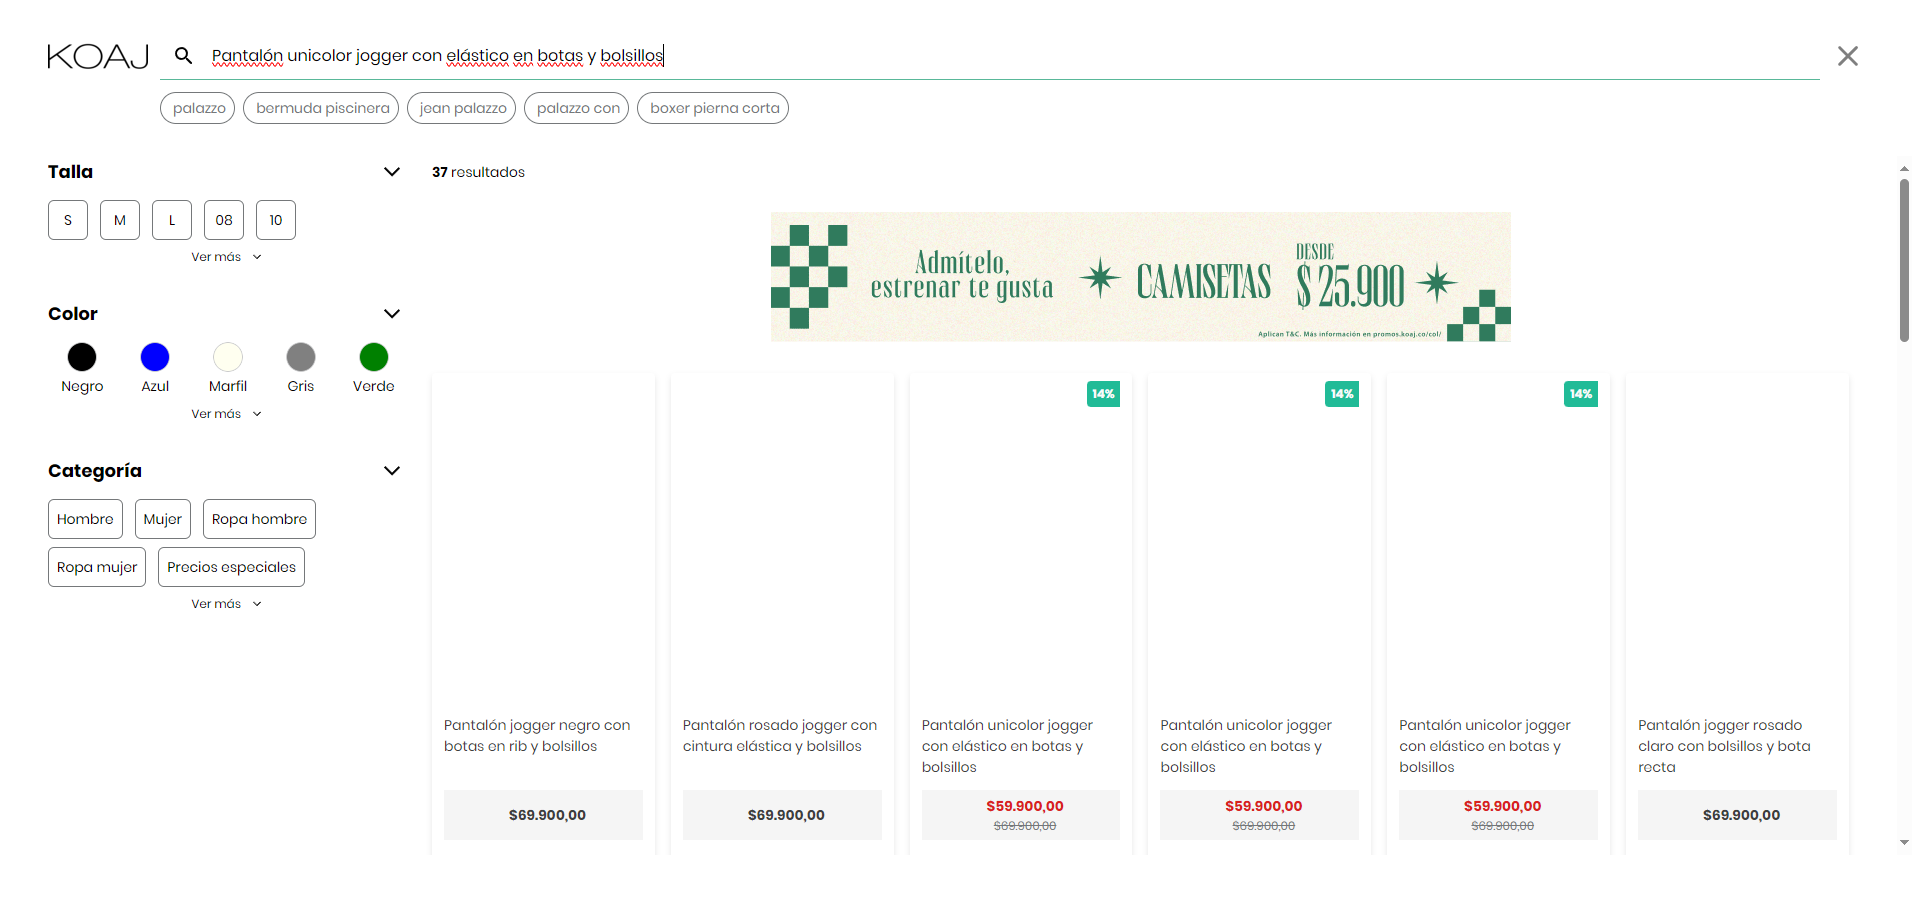 KOAJ
Pantalón unicolor jogger con elástico en botas y bolsillos
palazzo
bermuda piscinera
jean palazzo
palazzo con
boxer pierna corta
Talla
S
M
L
08
10
Ver más
Color
Negro
Azul
Marfil
Gris
Verde
Ver más
Categoría
Hombre
Mujer
Ropa hombre
Ropa mujer
Precios especiales
Ver más
37 resultados
Admítelo,
estrenar te gusta
CAMISETAS
DESDE
$ 25.900
Aplican T&C. Más información en promos.koaj.co/col/
Pantalón jogger negro con
botas en rib y bolsillos
$69.900,00
Pantalón rosado jogger con
cintura elástica y bolsillos
$69.900,00
14%
Pantalón unicolor jogger
con elástico en botas y
bolsillos
$59.900,00
$69.900,00
14%
Pantalón unicolor jogger
con elástico en botas y
bolsillos
$59.900,00
$69.900,00
14%
Pantalón unicolor jogger
con elástico en botas y
bolsillos
$59.900,00
$69.900,00
Pantalón jogger rosado
claro con bolsillos y bota
recta
$69.900,00